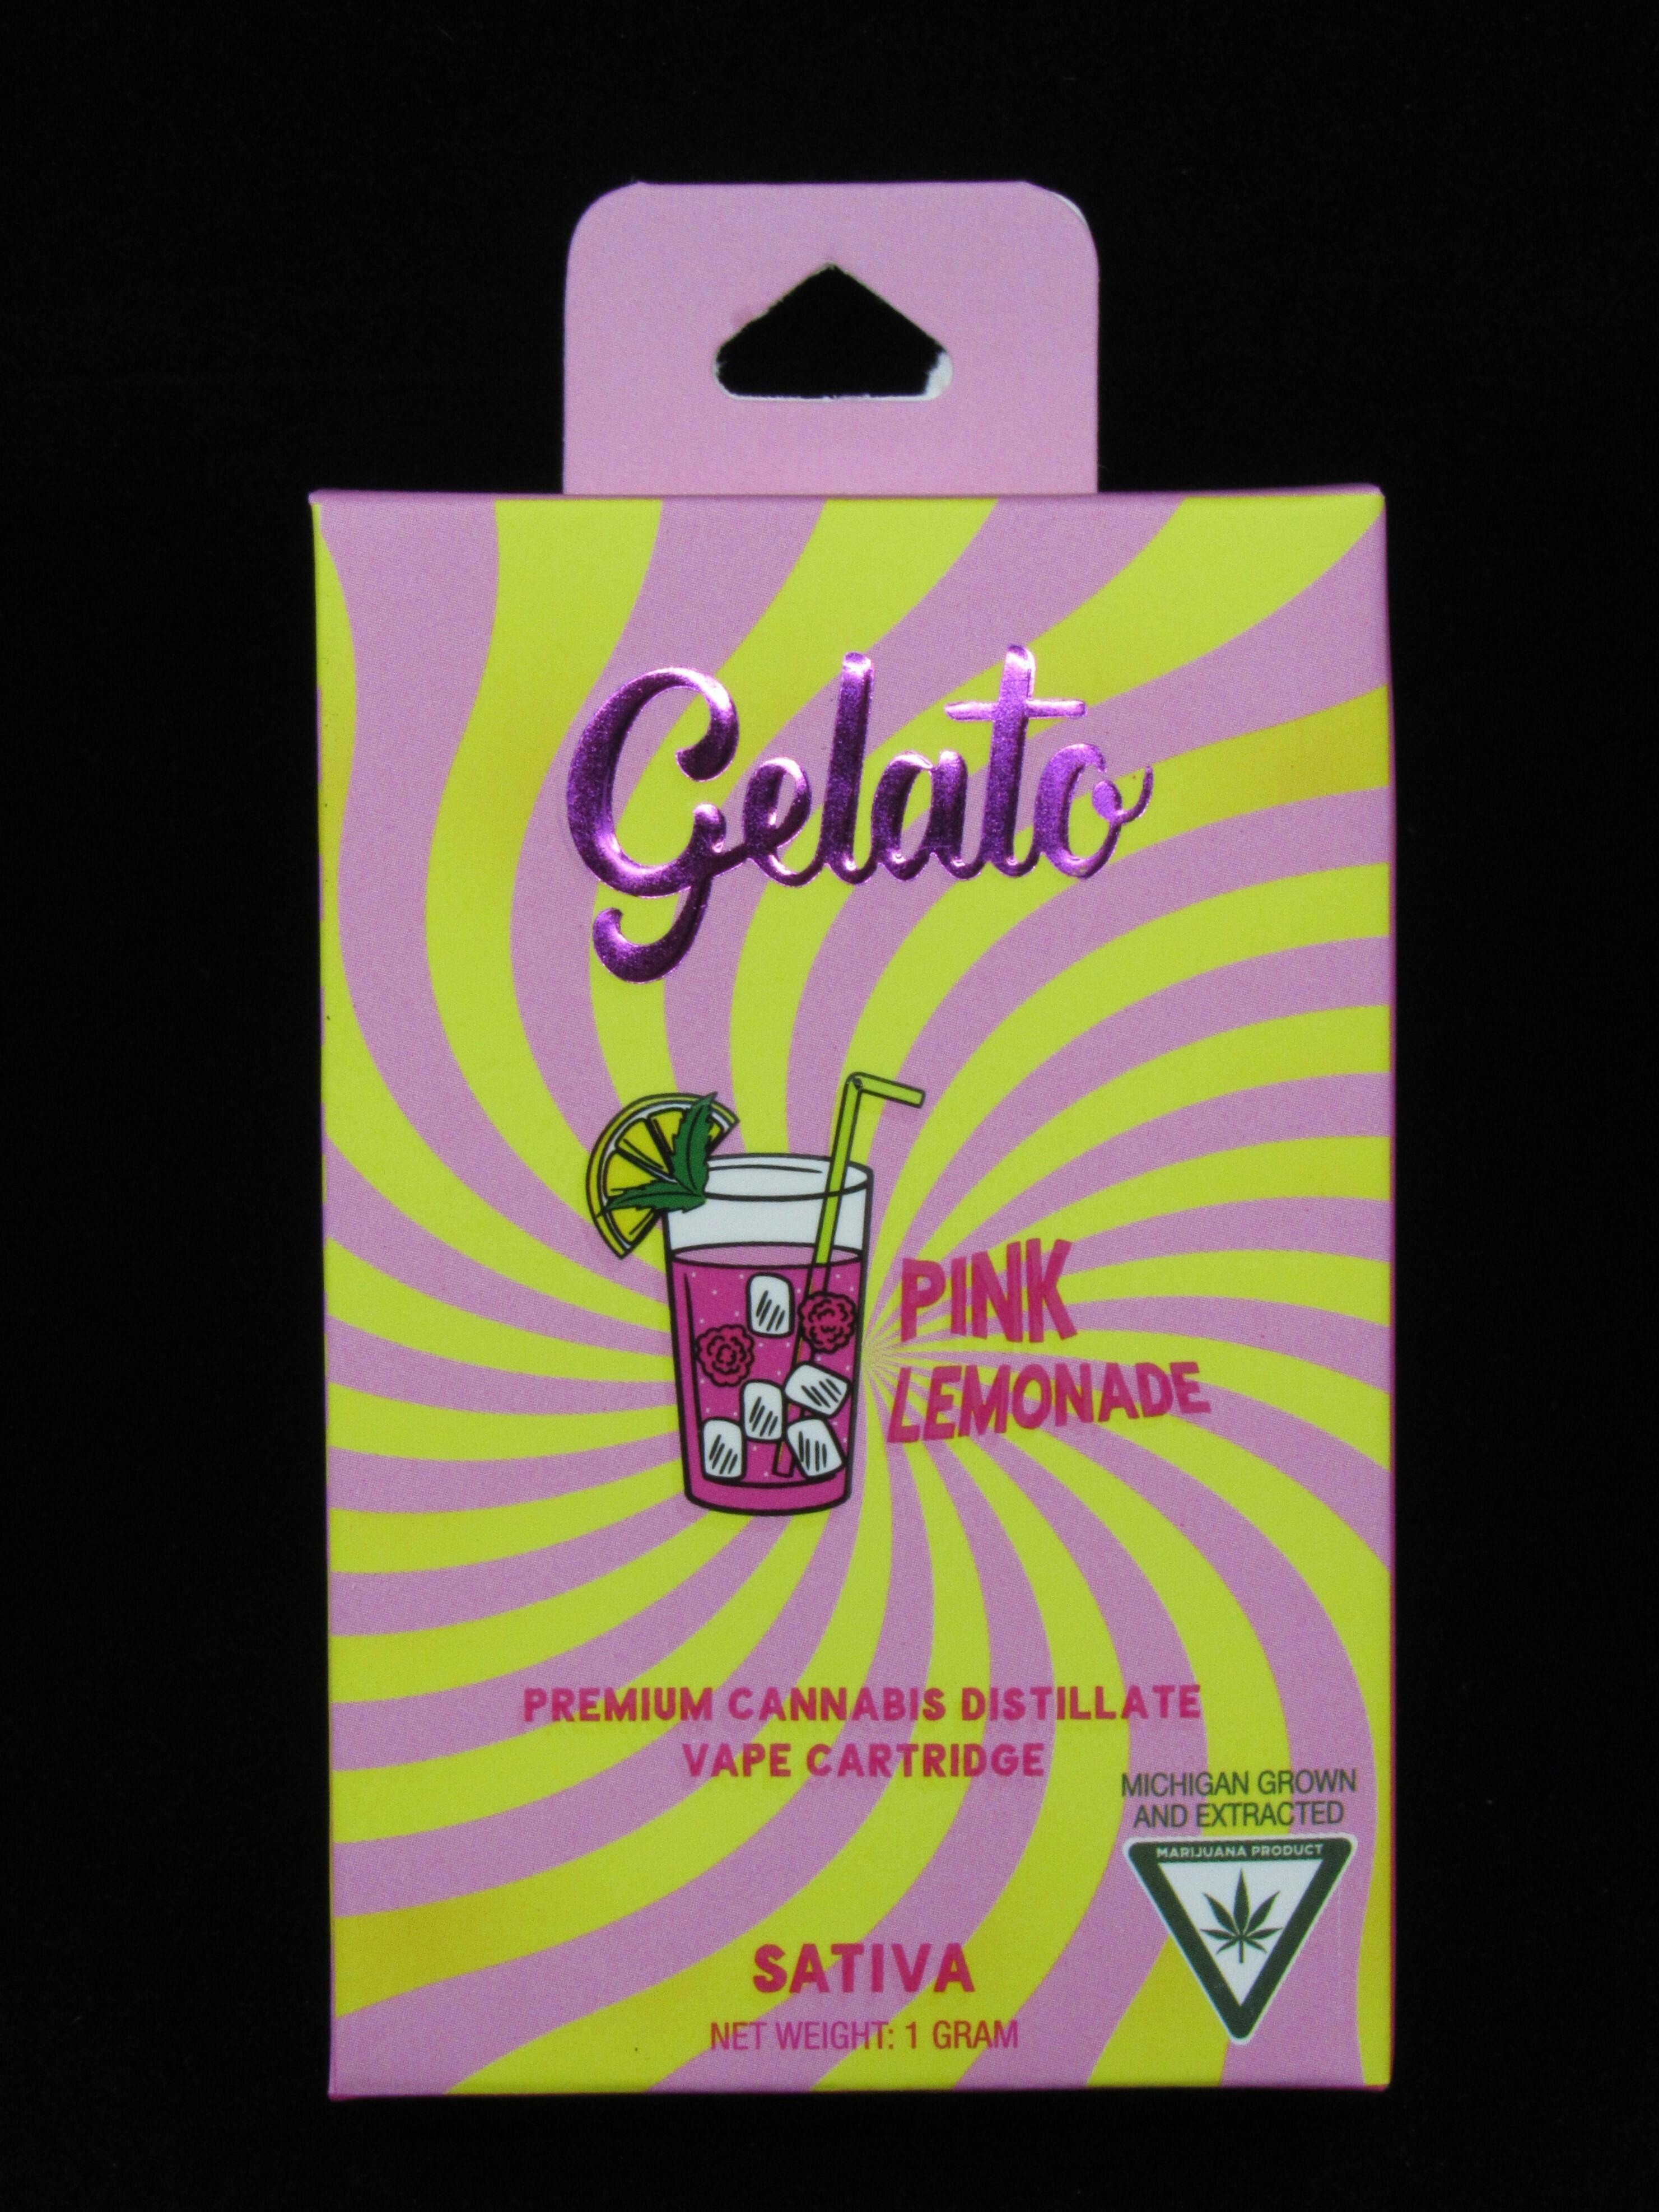 Gelato
PINK
LEMONADE
PREMIUM CANNABIS DISTILLATE
VAPE CARTRIDGE
MICHIGAN GROWN
AND EXTRACTED
MARIJUANA PRODUCT
SATIVA
NET WEIGHT: 1 GRAM